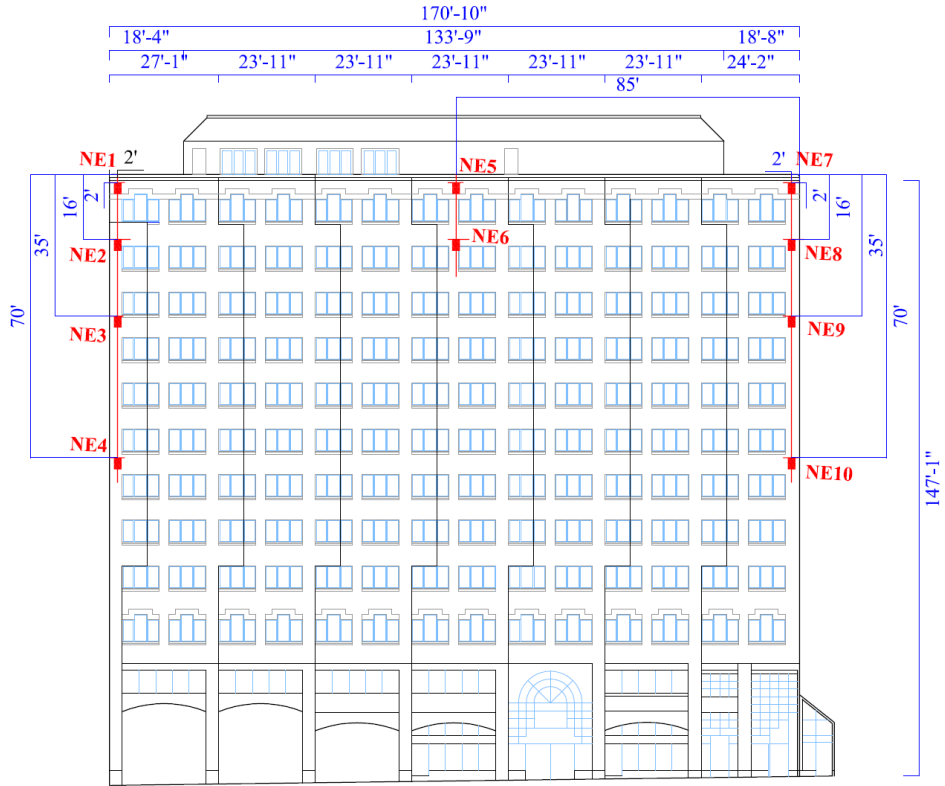 170'-10"
18'-4" 133'-9" 18'-8"
27'-1" 23'-11" 23'-11" 23'-11" 23'-11" 23'-11" 24'-2"
85'
NE1 2' NE5 2' NE7
2' 2'
16' 16'
NE2 NE6 NE8
35' 35'
70' NE3 NE9 70'
NE4 NE10
147'-1"